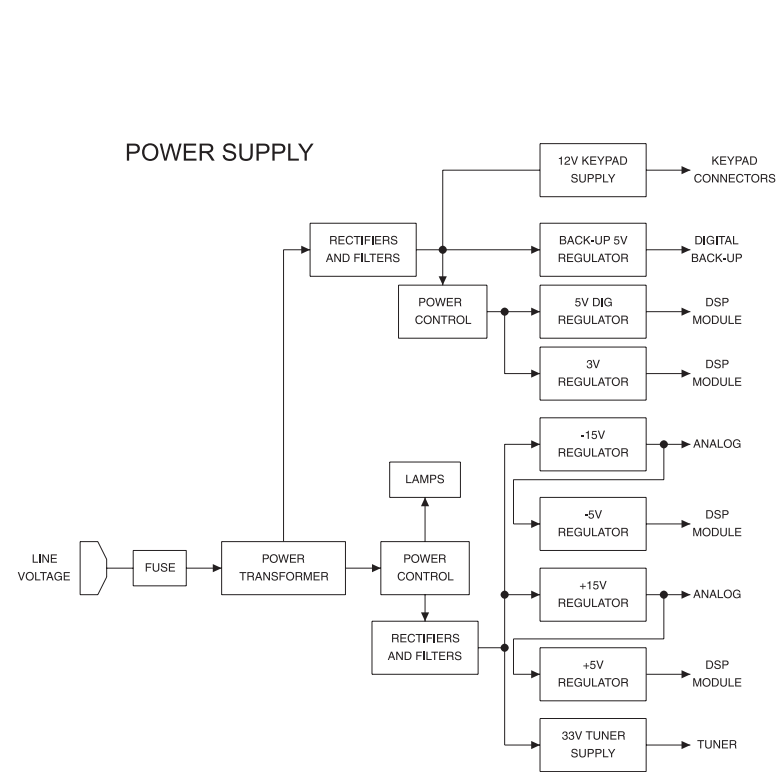 POWER SUPPLY
12V KEYPAD
SUPPLY
KEYPAD
CONNECTORS
RECTIFIERS
AND FILTERS
BACK-UP 5V
REGULATOR
DIGITAL
BACK-UP
POWER
CONTROL
5V DIG
REGULATOR
DSP
MODULE
3V
REGULATOR
DSP
MODULE
-15V
REGULATOR
ANALOG
LAMPS
-5V
REGULATOR
DSP
MODULE
LINE
VOLTAGE
FUSE
POWER
TRANSFORMER
POWER
CONTROL
+15V
REGULATOR
ANALOG
RECTIFIERS
AND FILTERS
+5V
REGULATOR
DSP
MODULE
33V TUNER
SUPPLY
TUNER